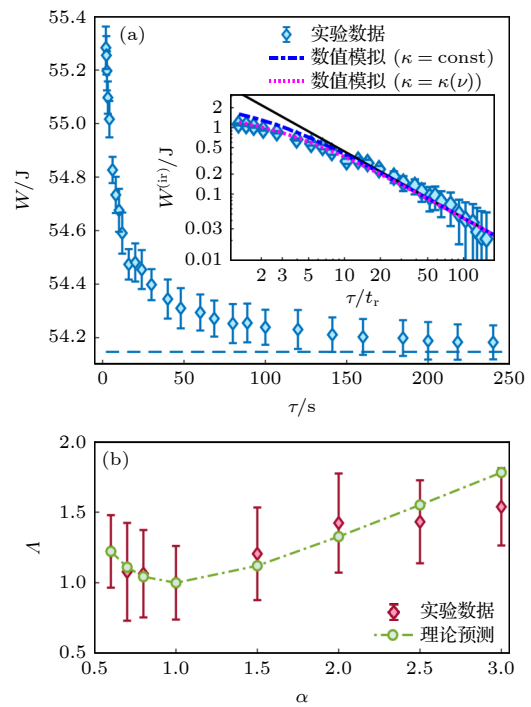 (a)
实验数据
数值模拟 (κ = const)
数值模拟 (κ = κ(ν))
W/J
55.4
55.2
55.0
54.8
54.6
54.4
54.2
0 50 100 150 200 250
τ/s
W^(ir)/J
2
1
0.5
0.1
0.05
0.01
2 3 5 10 20 30 50 100
τ/t_r
(b)
Λ
2.0
1.5
1.0
0.5
实验数据
理论预测
0.5 1.0 1.5 2.0 2.5 3.0
α